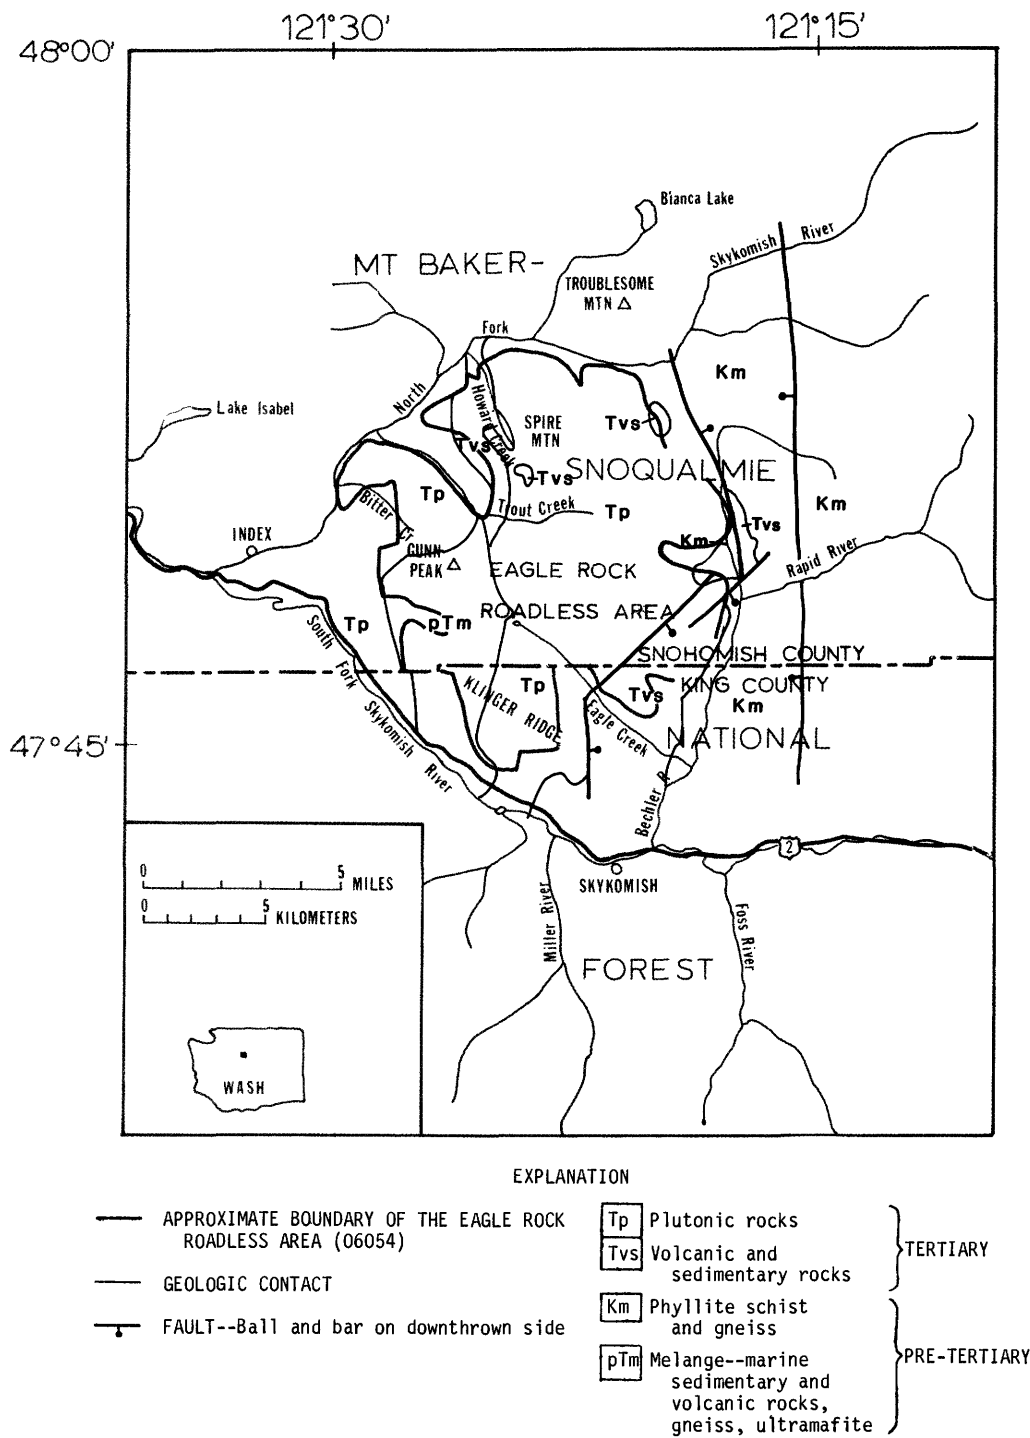 121°30'
121°15'
48°00'
Bianca Lake
Skykomish River
MT BAKER-
TROUBLESOME
MTN
Fork
North
Km
Lake Isabel
Howard Creek
SPIRE
MTN
Tvs
Tvs
SNOQUALMIE
Tvs
Tp
Bitter Cr
Trout Creek
Tp
Km
Tvs
INDEX
Km
GUNN
PEAK
EAGLE ROCK
Rapid River
ROADLESS AREA
Tp
pTm
South Fork Skykomish River
SNOHOMISH COUNTY
KING COUNTY
Tp
KLINGER RIDGE
Tvs
Km
Eagle Creek
NATIONAL
47°45'
Bechler R
2
0 5 MILES
0 5 KILOMETERS
SKYKOMISH
Miller River
Foss River
FOREST
WASH
EXPLANATION
APPROXIMATE BOUNDARY OF THE EAGLE ROCK
ROADLESS AREA (06054)
GEOLOGIC CONTACT
FAULT--Ball and bar on downthrown side
Tp Plutonic rocks
Tvs Volcanic and
sedimentary rocks
TERTIARY
Km Phyllite schist
and gneiss
pTm Melange--marine
sedimentary and
volcanic rocks,
gneiss, ultramafite
PRE-TERTIARY